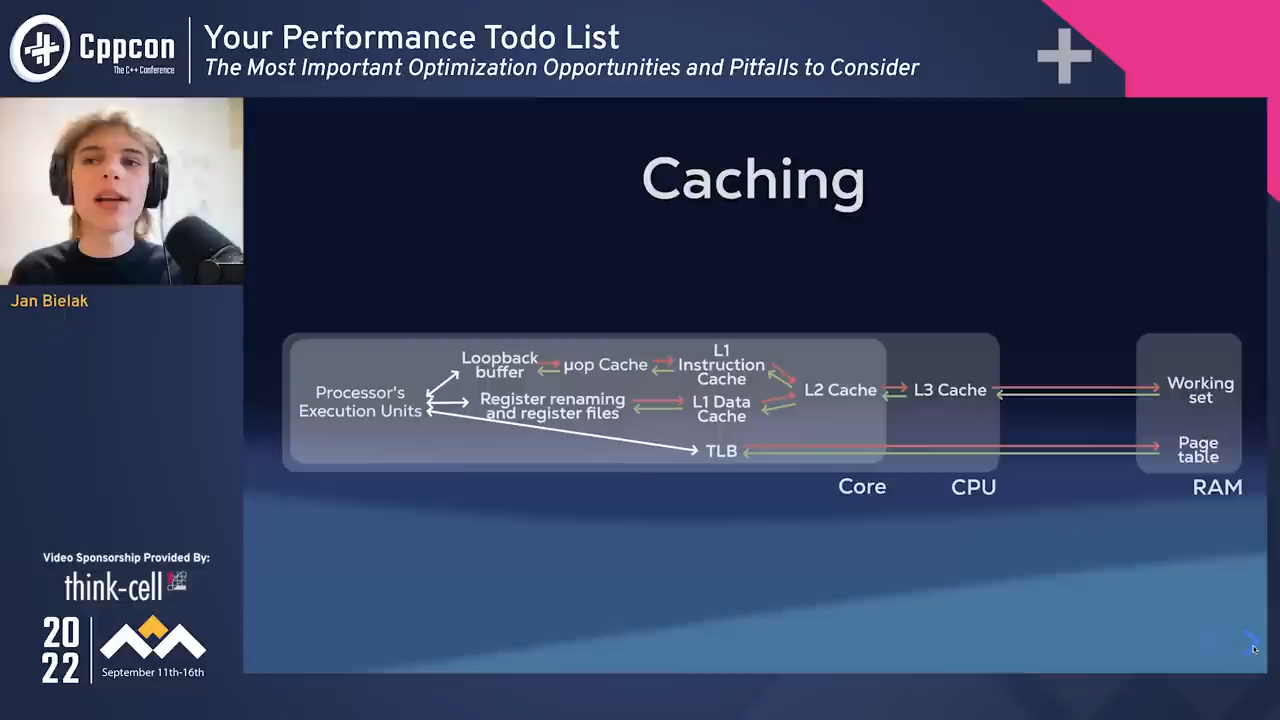 Cppcon
The C++ Conference
Your Performance Todo List
The Most Important Optimization Opportunities and Pitfalls to Consider
Jan Bielak
Caching
Processor's
Execution Units
Loopback
buffer
µop Cache
L1
Instruction
Cache
Register renaming
and register files
L1 Data
Cache
TLB
L2 Cache
L3 Cache
Working
set
Page
table
Core
CPU
RAM
Video Sponsorship Provided By:
think-cell
20
22
September 11th-16th